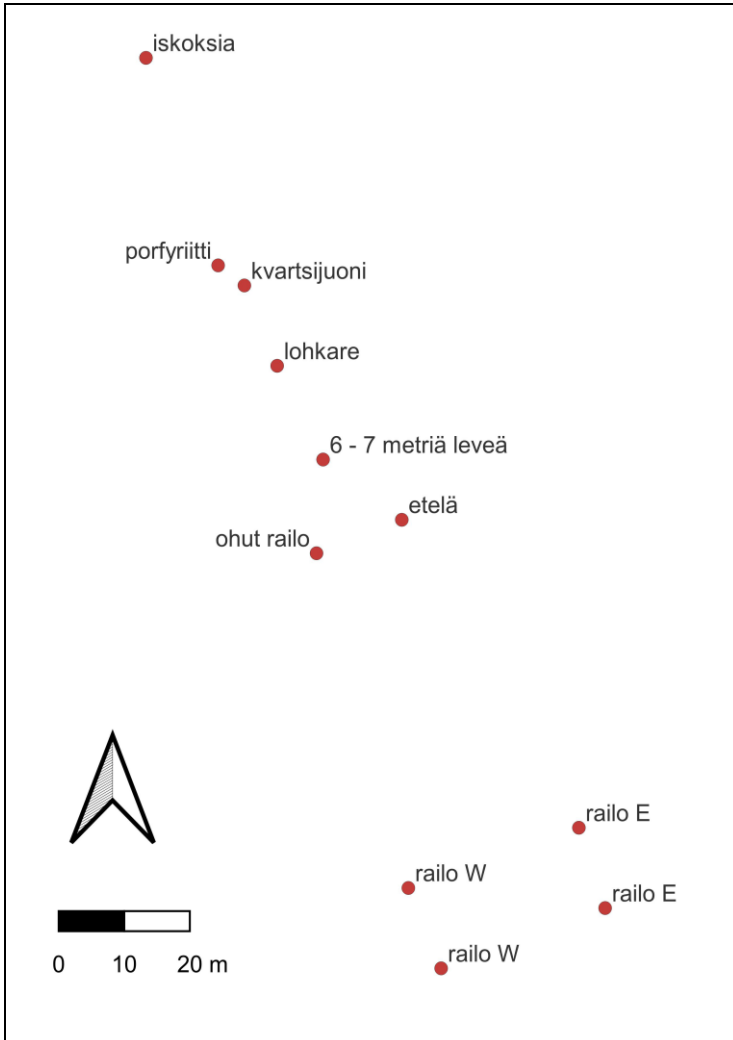 iskoksia
porfyriitti
kvartsijuoni
lohkare
6 - 7 metriä leveä
etelä
ohut railo
railo E
railo W
railo E
railo W
0 10 20 m